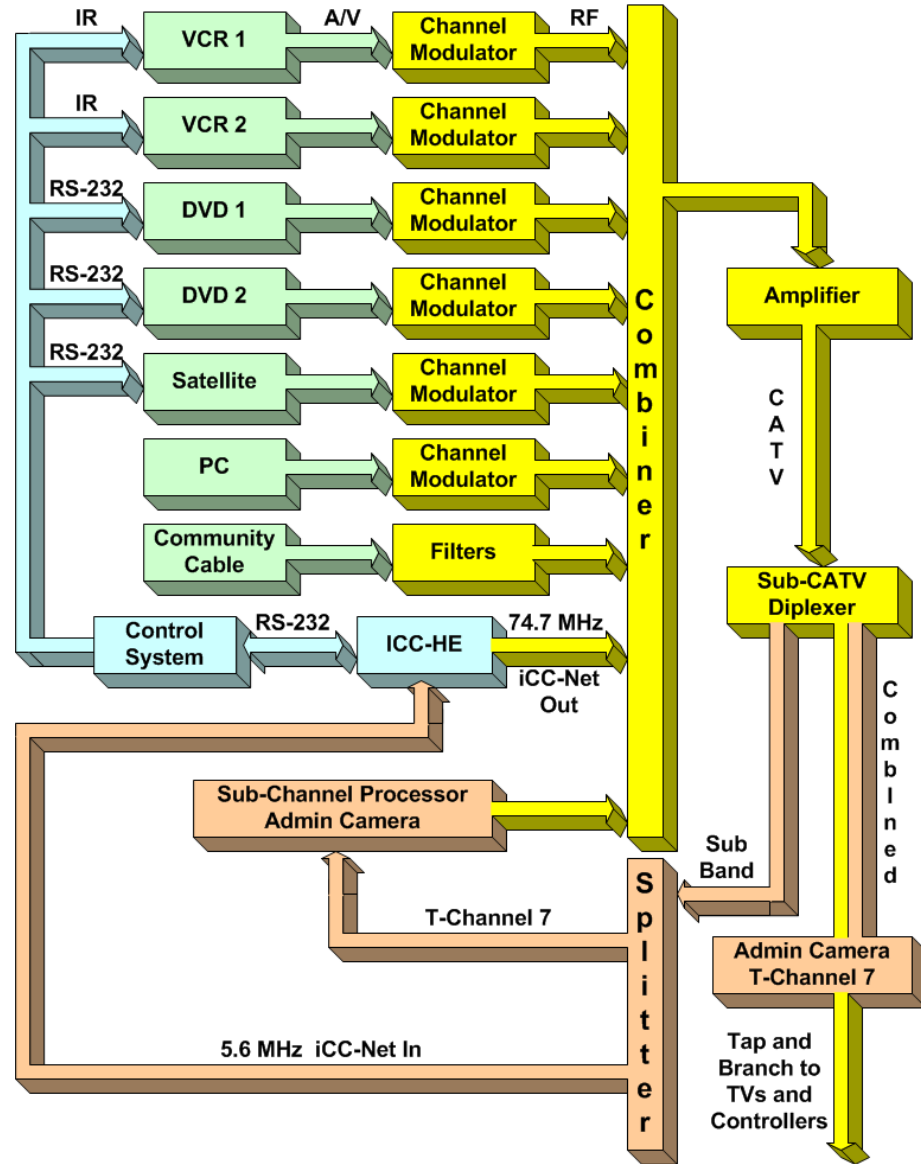 IR
A/V
RF
VCR 1
Channel
Modulator
IR
VCR 2
Channel
Modulator
RS-232
DVD 1
Channel
Modulator
RS-232
DVD 2
Channel
Modulator
RS-232
Satellite
Channel
Modulator
PC
Channel
Modulator
Community
Cable
Filters
Combiner
Amplifier
CATV
Sub-CATV
Diplexer
Control
System
RS-232
ICC-HE
74.7 MHz
iCC-Net
Out
CombIned
Sub-Channel Processor
Admin Camera
Sub
Band
Splitter
T-Channel 7
Admin Camera
T-Channel 7
5.6 MHz iCC-Net In
Tap and
Branch to
TVs and
Controllers